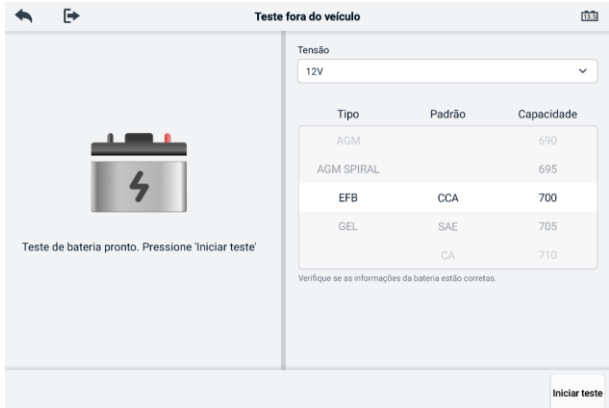 Teste fora do veículo
Teste de bateria pronto. Pressione 'Iniciar teste'
Tensão
12V
Tipo Padrão Capacidade
AGM 690
AGM SPIRAL 695
EFB CCA 700
GEL SAE 705
CA 710
Verifique se as informações da bateria estão corretas.
Iniciar teste